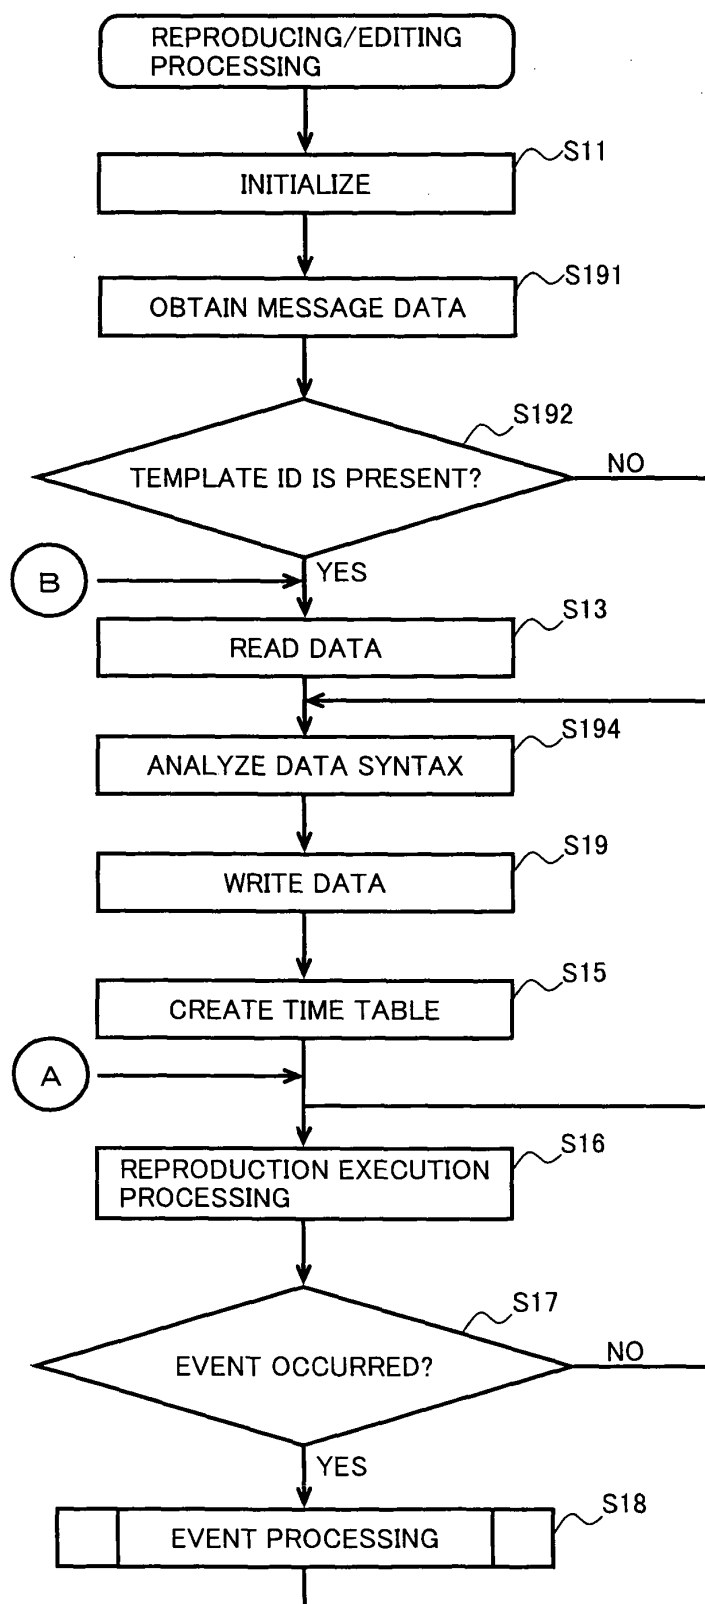 REPRODUCING/EDITING
PROCESSING
S11
INITIALIZE
S191
OBTAIN MESSAGE DATA
S192
TEMPLATE ID IS PRESENT?
NO
YES
B
S13
READ DATA
S194
ANALYZE DATA SYNTAX
S19
WRITE DATA
S15
CREATE TIME TABLE
A
S16
REPRODUCTION EXECUTION
PROCESSING
S17
EVENT OCCURRED?
NO
YES
S18
EVENT PROCESSING